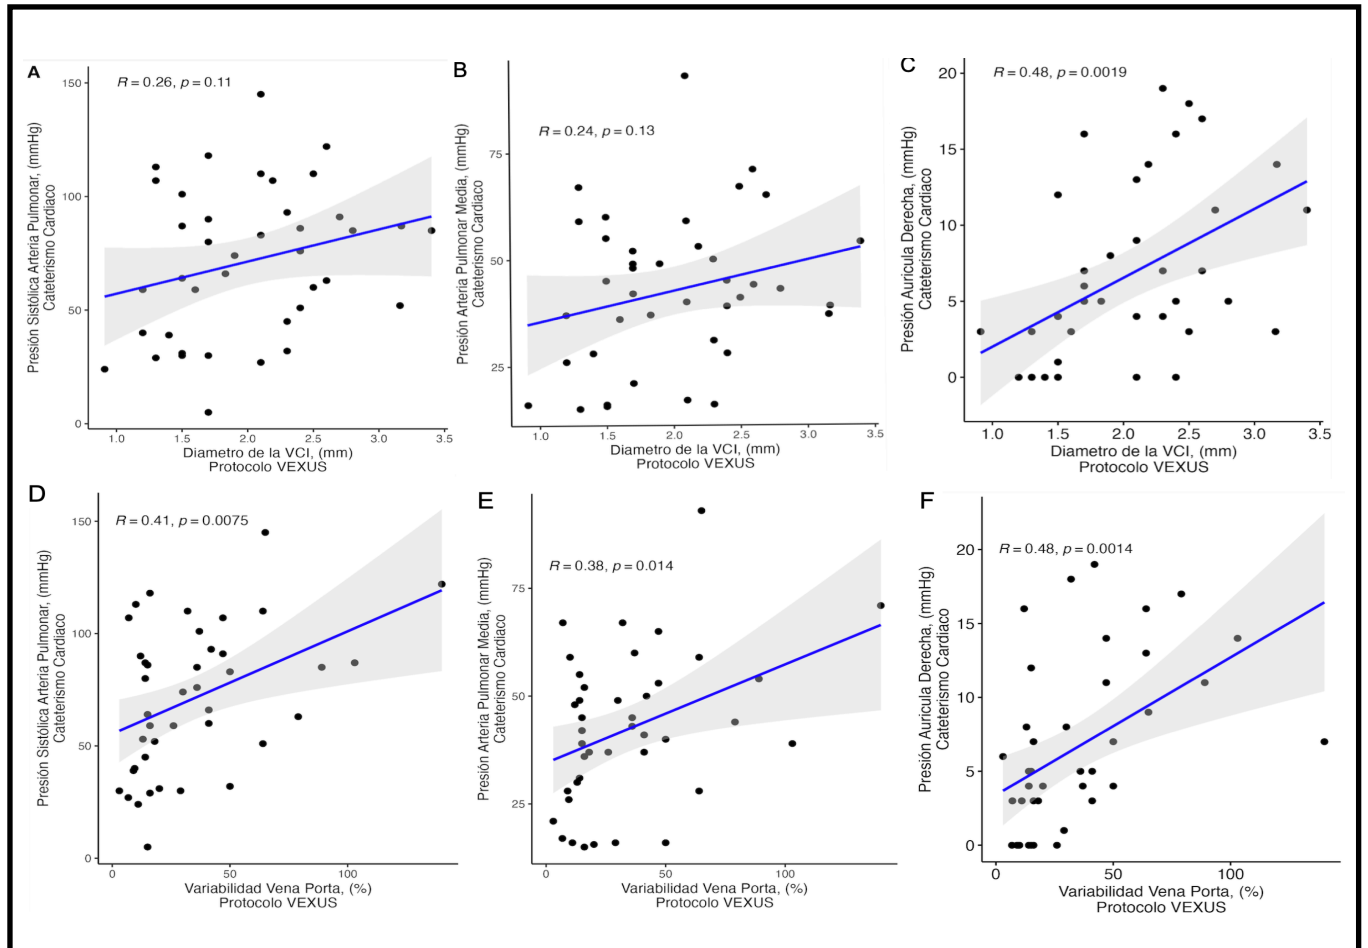 A
R = 0.26, p = 0.11
150
100
50
0
Presión Sistólica Arteria Pulmonar, (mmHg)
Cateterismo Cardiaco
1.0 1.5 2.0 2.5 3.0 3.5
Diametro de la VCI, (mm)
Protocolo VEXUS
B
R = 0.24, p = 0.13
75
50
25
Presión Arteria Pulmonar Media, (mmHg)
Cateterismo Cardiaco
1.0 1.5 2.0 2.5 3.0 3.5
Diametro de la VCI, (mm)
Protocolo VEXUS
C
R = 0.48, p = 0.0019
20
15
10
5
0
Presión Auricula Derecha, (mmHg)
Cateterismo Cardiaco
1.0 1.5 2.0 2.5 3.0 3.5
Diametro de la VCI, (mm)
Protocolo VEXUS
D
R = 0.41, p = 0.0075
150
100
50
0
Presión Sistólica Arteria Pulmonar, (mmHg)
Cateterismo Cardiaco
0 50 100
Variabilidad Vena Porta, (%)
Protocolo VEXUS
E
R = 0.38, p = 0.014
75
50
25
Presión Arteria Pulmonar Media, (mmHg)
Cateterismo Cardiaco
0 50 100
Variabilidad Vena Porta, (%)
Protocolo VEXUS
F
R = 0.48, p = 0.0014
20
15
10
5
0
Presión Auricula Derecha, (mmHg)
Cateterismo Cardiaco
0 50 100
Variabilidad Vena Porta, (%)
Protocolo VEXUS